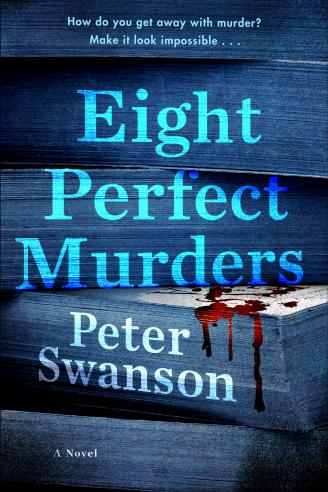 How do you get away with murder?
Make it look impossible . . .
Eight
Perfect
Murders
Peter
Swanson
A Novel